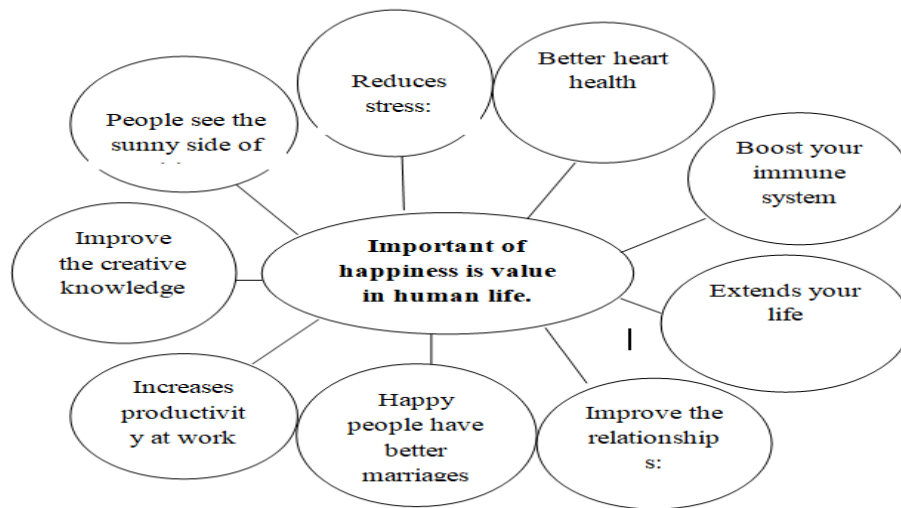 Reduces
stress:
Better heart
health
People see the
sunny side of
Boost your
immune
system
Improve
the creative
knowledge
Important of
happiness is value
in human life.
Extends your
life
Increases
productivit
y at work
Happy
people have
better
marriages
Improve the
relationship
s: